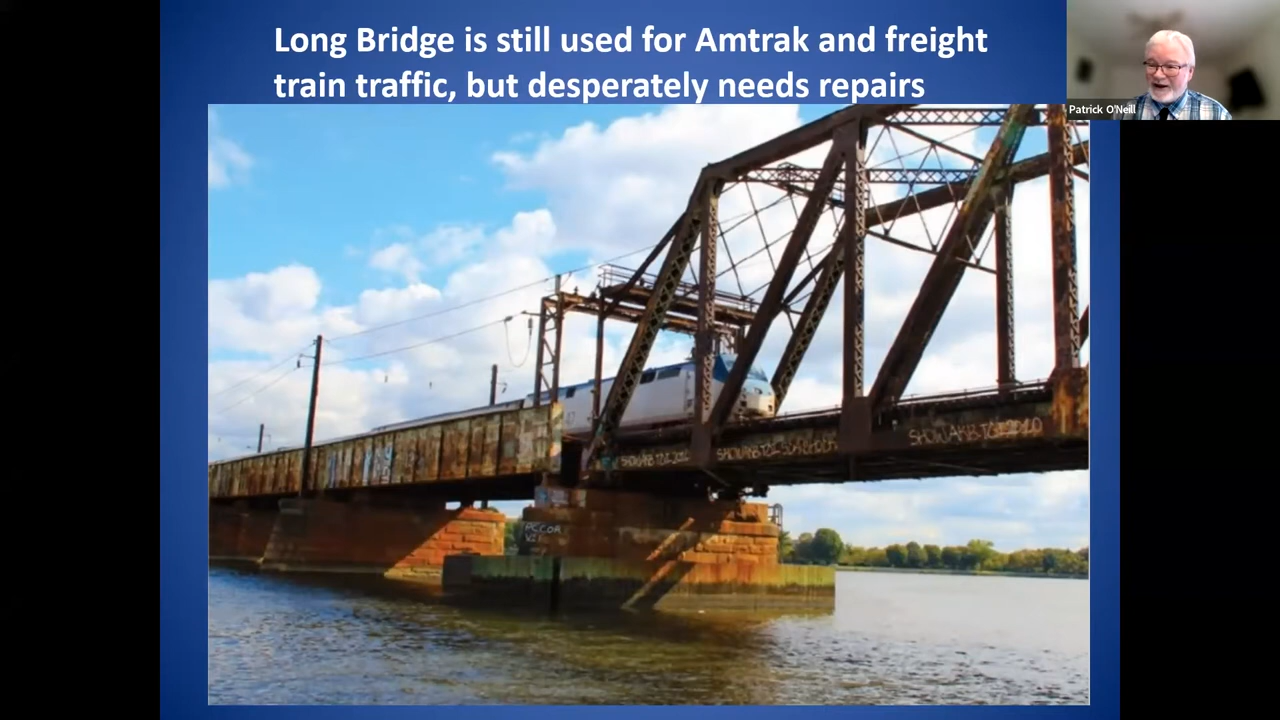 Long Bridge is still used for Amtrak and freight
train traffic, but desperately needs repairs
Patrick O'Neill